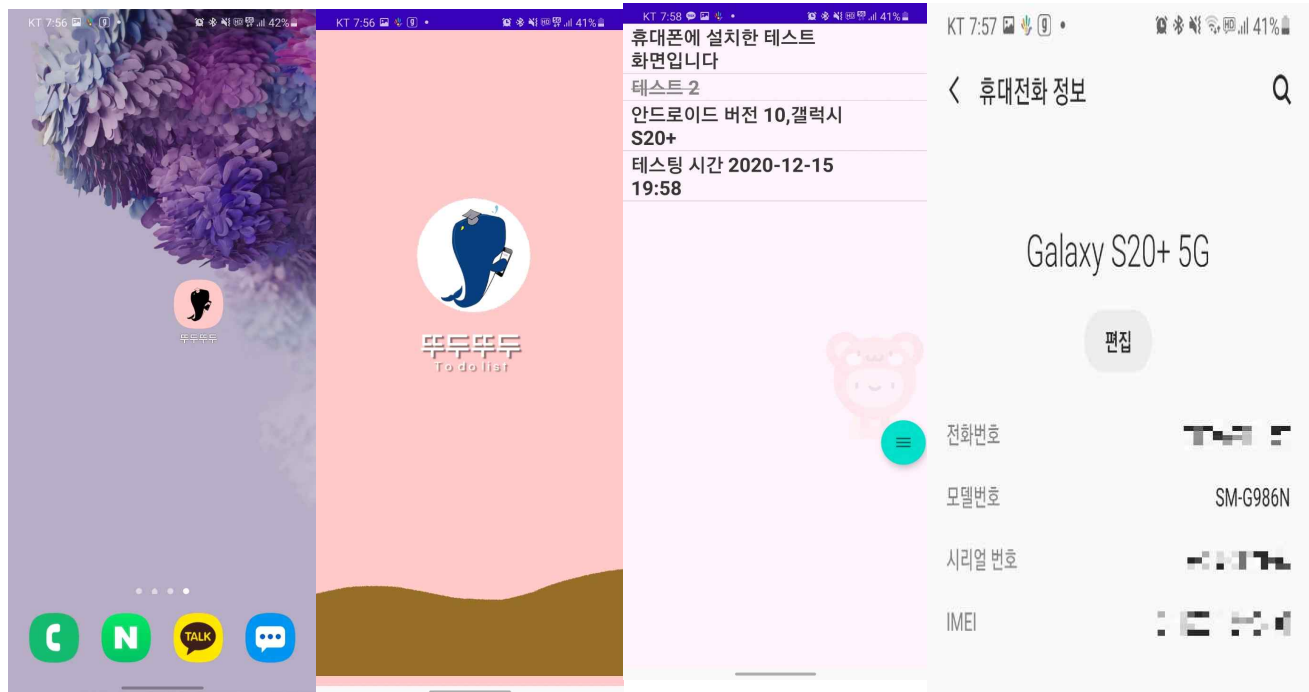 KT 7:56
42%
뚜두뚜두
N
TALK
KT 7:56
41%
뚜두뚜두
To do list
KT 7:58
41%
휴대폰에 설치한 테스트
화면입니다
테스트 2
안드로이드 버전 10,갤럭시
S20+
테스팅 시간 2020-12-15
19:58
KT 7:57
41%
휴대전화 정보
Galaxy S20+ 5G
편집
전화번호
모델번호 SM-G986N
시리얼 번호
IMEI